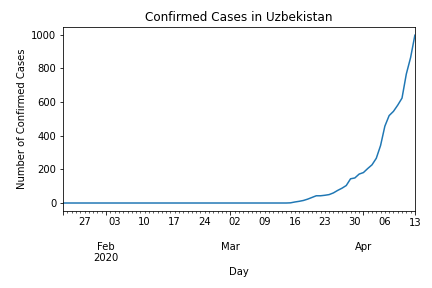 Confirmed Cases in Uzbekistan
Number of Confirmed Cases
1000
800
600
400
200
0
27 03 10 17 24 02 09 16 23 30 06 13
Feb Mar Apr
2020
Day